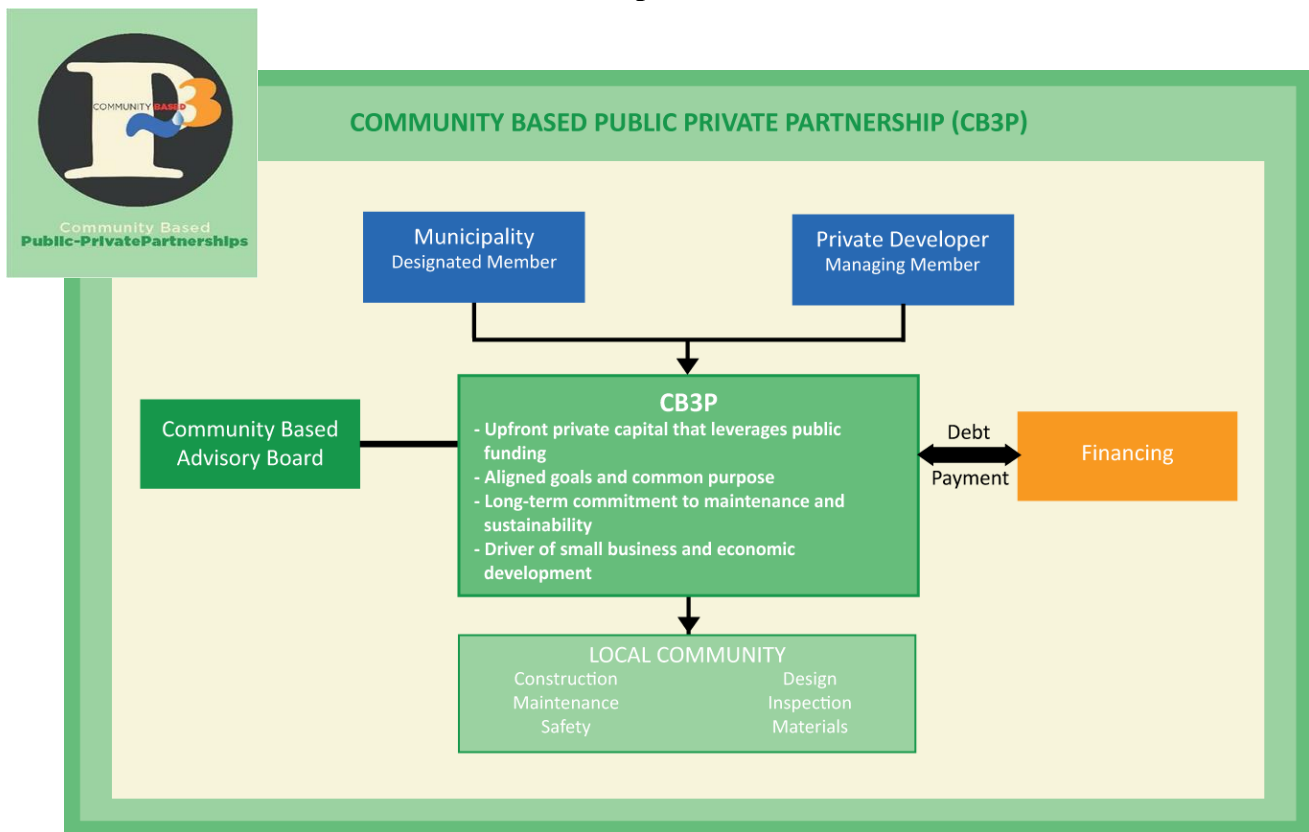 COMMUNITY BASED
P3
Community Based
Public-PrivatePartnerships
COMMUNITY BASED PUBLIC PRIVATE PARTNERSHIP (CB3P)
Municipality
Designated Member
Private Developer
Managing Member
Community Based
Advisory Board
CB3P
- Upfront private capital that leverages public
funding
- Aligned goals and common purpose
- Long-term commitment to maintenance and
sustainability
- Driver of small business and economic
development
Debt
Payment
Financing
LOCAL COMMUNITY
Construction Design
Maintenance Inspection
Safety Materials